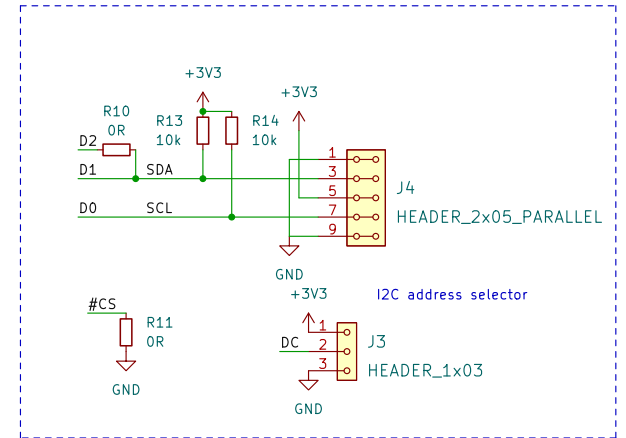 +3V3
+3V3
R10
0R
R13
10k
R14
10k
D2
D1 SDA
D0 SCL
1
3
5
7
9
J4
HEADER_2x05_PARALLEL
GND
I2C address selector
+3V3
#CS
R11
0R
GND
DC
1
2
3
J3
HEADER_1x03
GND